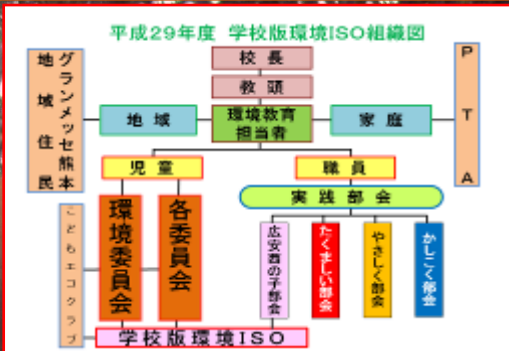 平成29年度 学校版環境ISO組織図
校長
教頭
グランメッセ熊本
地域住民
地域
環境教育
担当者
家庭
PTA
児童
職員
実践部会
こどもエコクラブ
環境委員会
各委員会
広安西の子部会
たくましい部会
やさしく部会
かしこく部会
学校版環境ISO